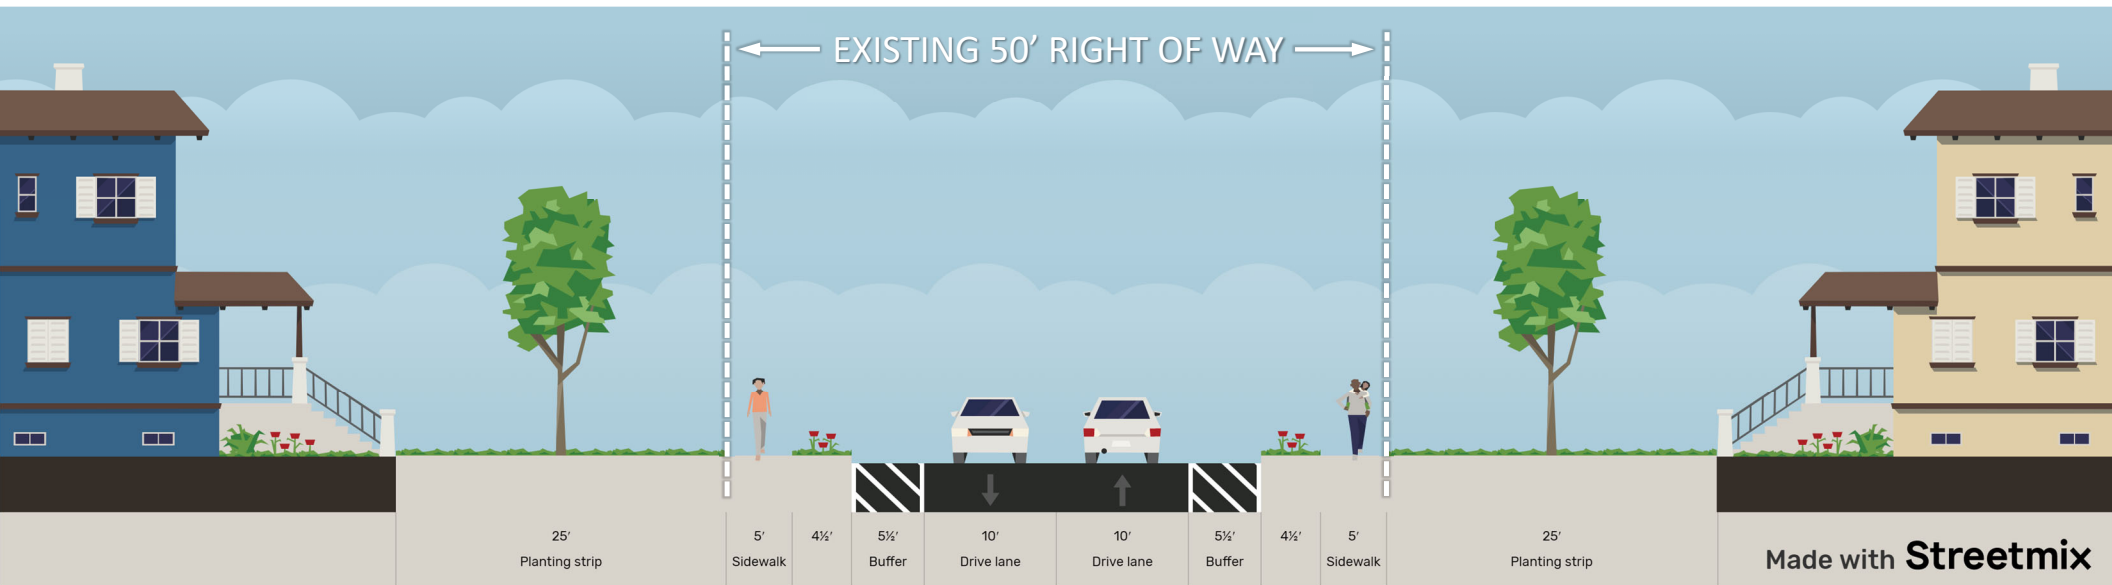 EXISTING 50’ RIGHT OF WAY
25′
5′
4½′
5½′
10′
10′
5½′
4½′
5′
25′
Planting strip
Sidewalk
Buffer
Drive lane
Drive lane
Buffer
Sidewalk
Planting strip
Made with Streetmix